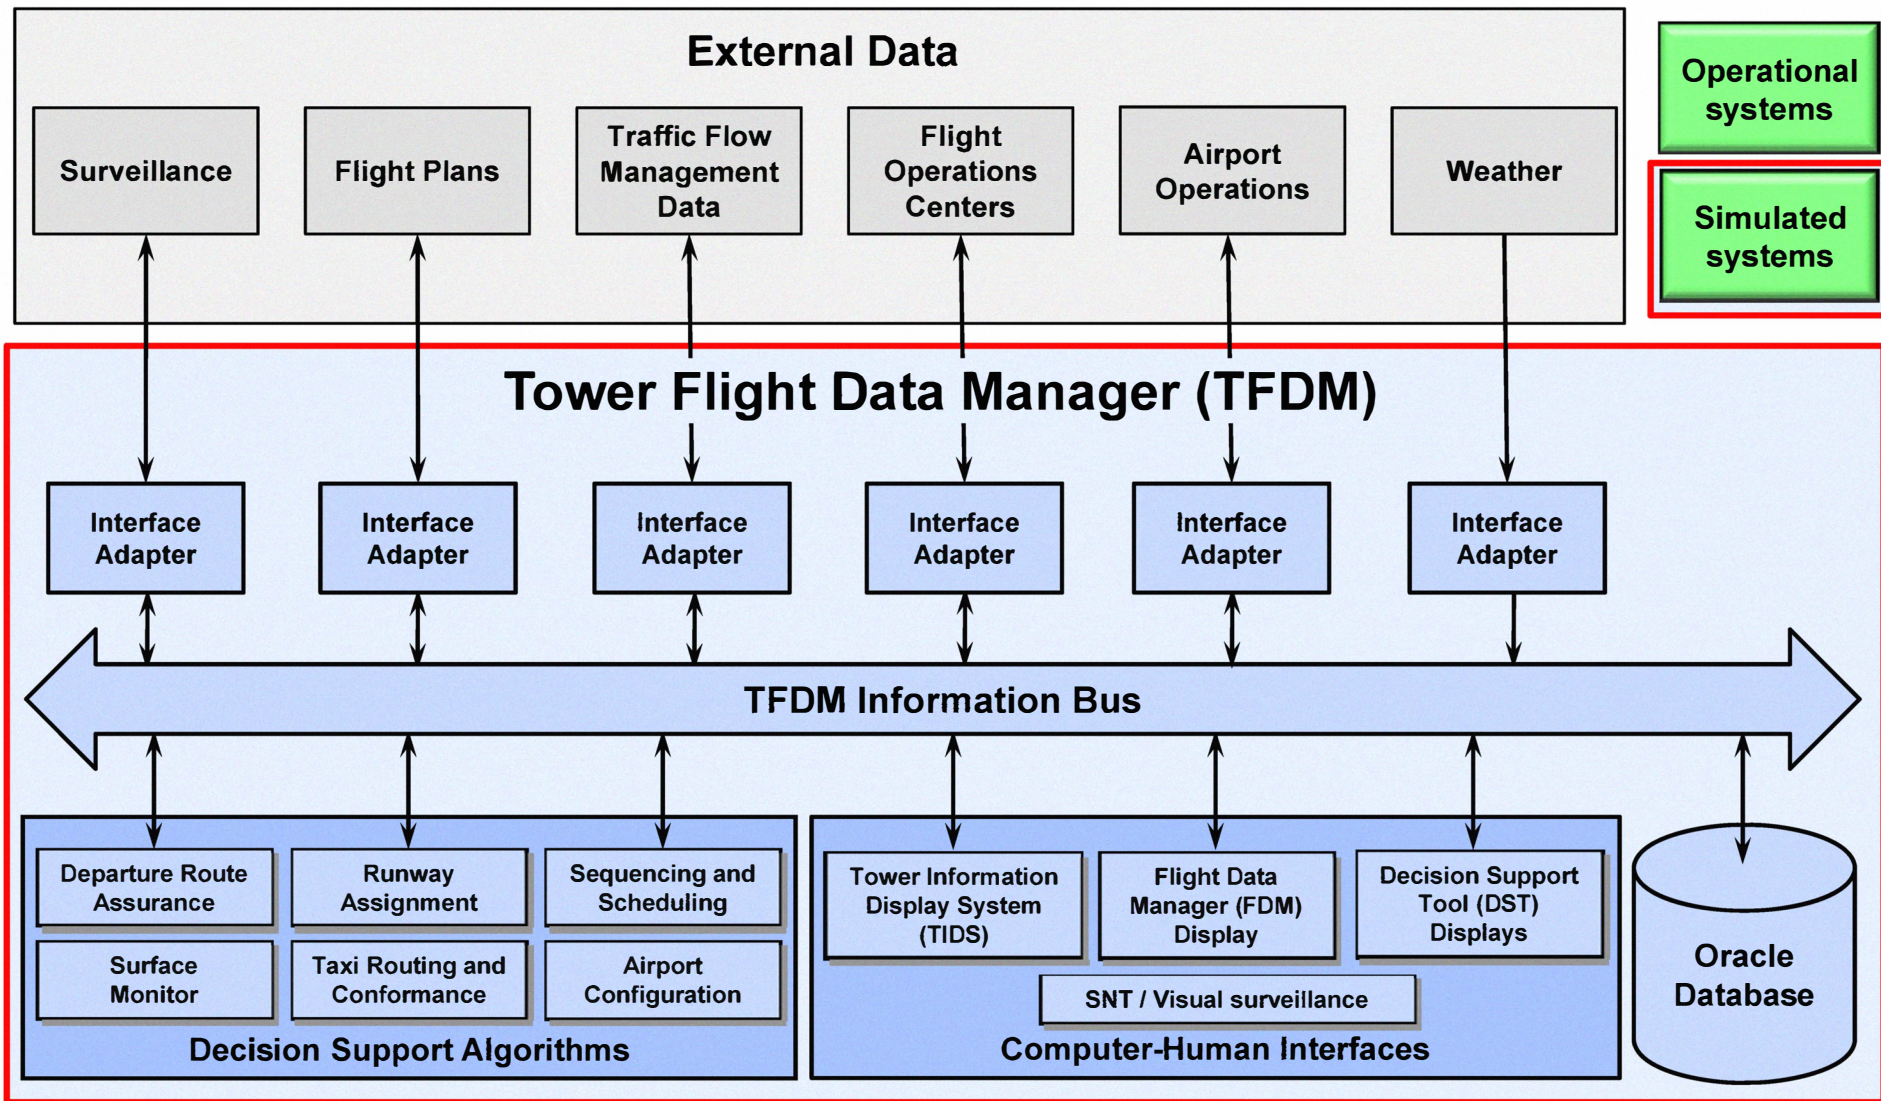 External Data
Operational
systems
Simulated
systems
Surveillance
Flight Plans
Traffic Flow
Management
Data
Flight
Operations
Centers
Airport
Operations
Weather
Tower Flight Data Manager (TFDM)
Interface
Adapter
Interface
Adapter
Interface
Adapter
Interface
Adapter
Interface
Adapter
Interface
Adapter
TFDM Information Bus
Departure Route
Assurance
Runway
Assignment
Sequencing and
Scheduling
Surface
Monitor
Taxi Routing and
Conformance
Airport
Configuration
Decision Support Algorithms
Tower Information
Display System
(TIDS)
Flight Data
Manager (FDM)
Display
Decision Support
Tool (DST)
Displays
SNT / Visual surveillance
Computer-Human Interfaces
Oracle
Database